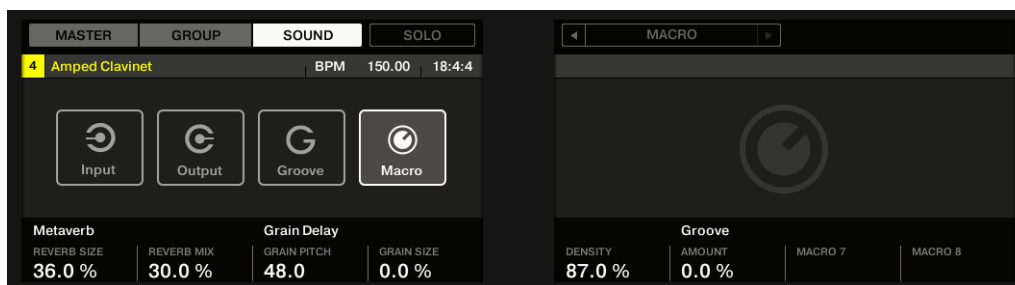 MASTER GROUP SOUND SOLO
4 Amped Clavinet BPM 150.00 18:4:4
Input Output Groove Macro
Metaverb Grain Delay
REVERB SIZE REVERB MIX GRAIN PITCH GRAIN SIZE
36.0 % 30.0 % 48.0 0.0 %
MACRO
Groove
DENSITY AMOUNT MACRO 7 MACRO 8
87.0 % 0.0 %